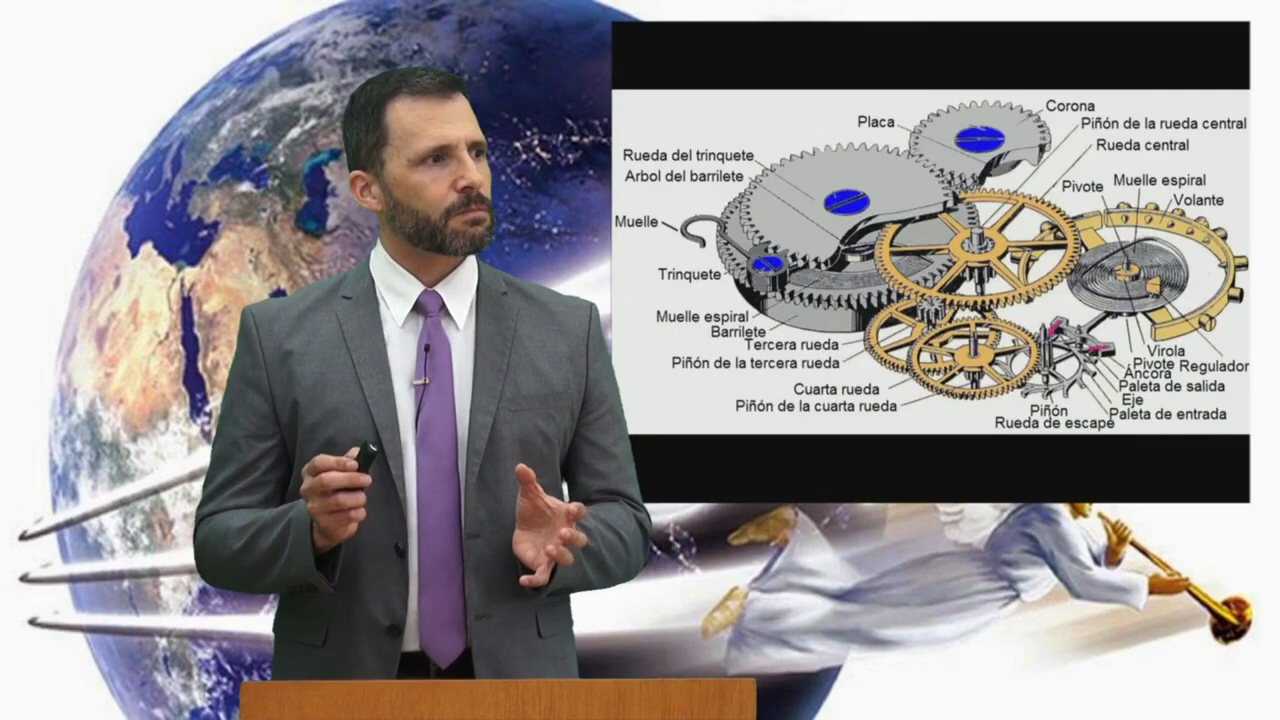 Corona
Placa
Piñón de la rueda central
Rueda central
Rueda del trinquete
Arbol del barrilete
Pivote
Muelle espiral
Volante
Muelle
Trinquete
Muelle espiral
Barrilete
Tercera rueda
Piñón de la tercera rueda
Cuarta rueda
Piñón de la cuarta rueda
Virola
Pivote
Regulador
Áncora
Paleta de salida
Eje
Paleta de entrada
Piñón
Rueda de escape